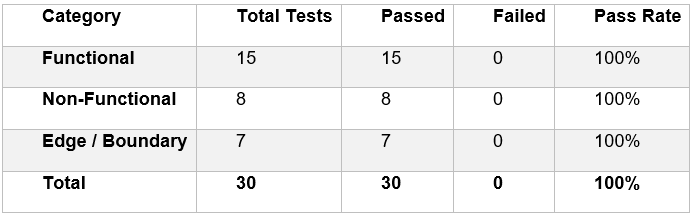 Category Total Tests Passed Failed Pass Rate
Functional 15 15 0 100%
Non-Functional 8 8 0 100%
Edge / Boundary 7 7 0 100%
Total 30 30 0 100%